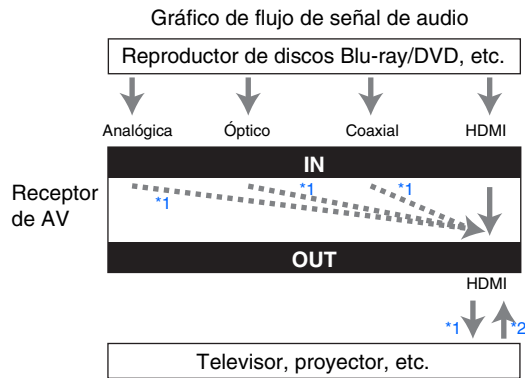 Gráfico de flujo de señal de audio
Reproductor de discos Blu-ray/DVD, etc.
Analógica Óptico Coaxial HDMI
IN
*1 *1 *1
Receptor
de AV
OUT
HDMI
*1 *2
Televisor, proyector, etc.